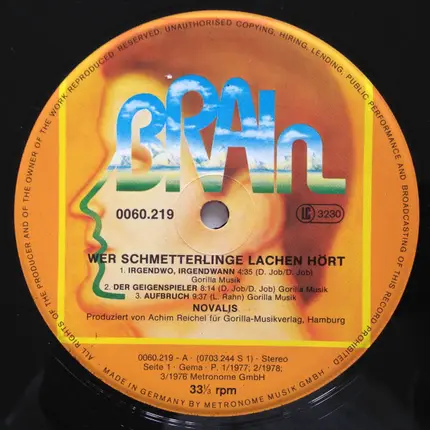 ALL RIGHTS OF THE PRODUCER AND OF THE OWNER OF THE WORK REPRODUCED RESERVED. UNAUTHORISED COPYING, HIRING, LENDING, PUBLIC PERFORMANCE AND BROADCASTING OF THIS RECORD PROHIBITED
BRAIn
0060.219
LC 3230
WER SCHMETTERLINGE LACHEN HÖRT
1. IRGENDWO, IRGENDWANN 4:35 (D. Job/D. Job)
Gorilla Musik
2. DER GEIGENSPIELER 8:14 (D. Job/D. Job) Gorilla Musik
3. AUFBRUCH 9:37 (L. Rahn) Gorilla Musik
NOVALIS
Produziert von Achim Reichel für Gorilla-Musikverlag, Hamburg
0060.219 - A · (0703.244 S 1) · Stereo
Seite 1 · Gema · P. 1/1977; 2/1978;
3/1976 Metronome GmbH
33⅓ rpm
MADE IN GERMANY BY METRONOME MUSIK GMBH